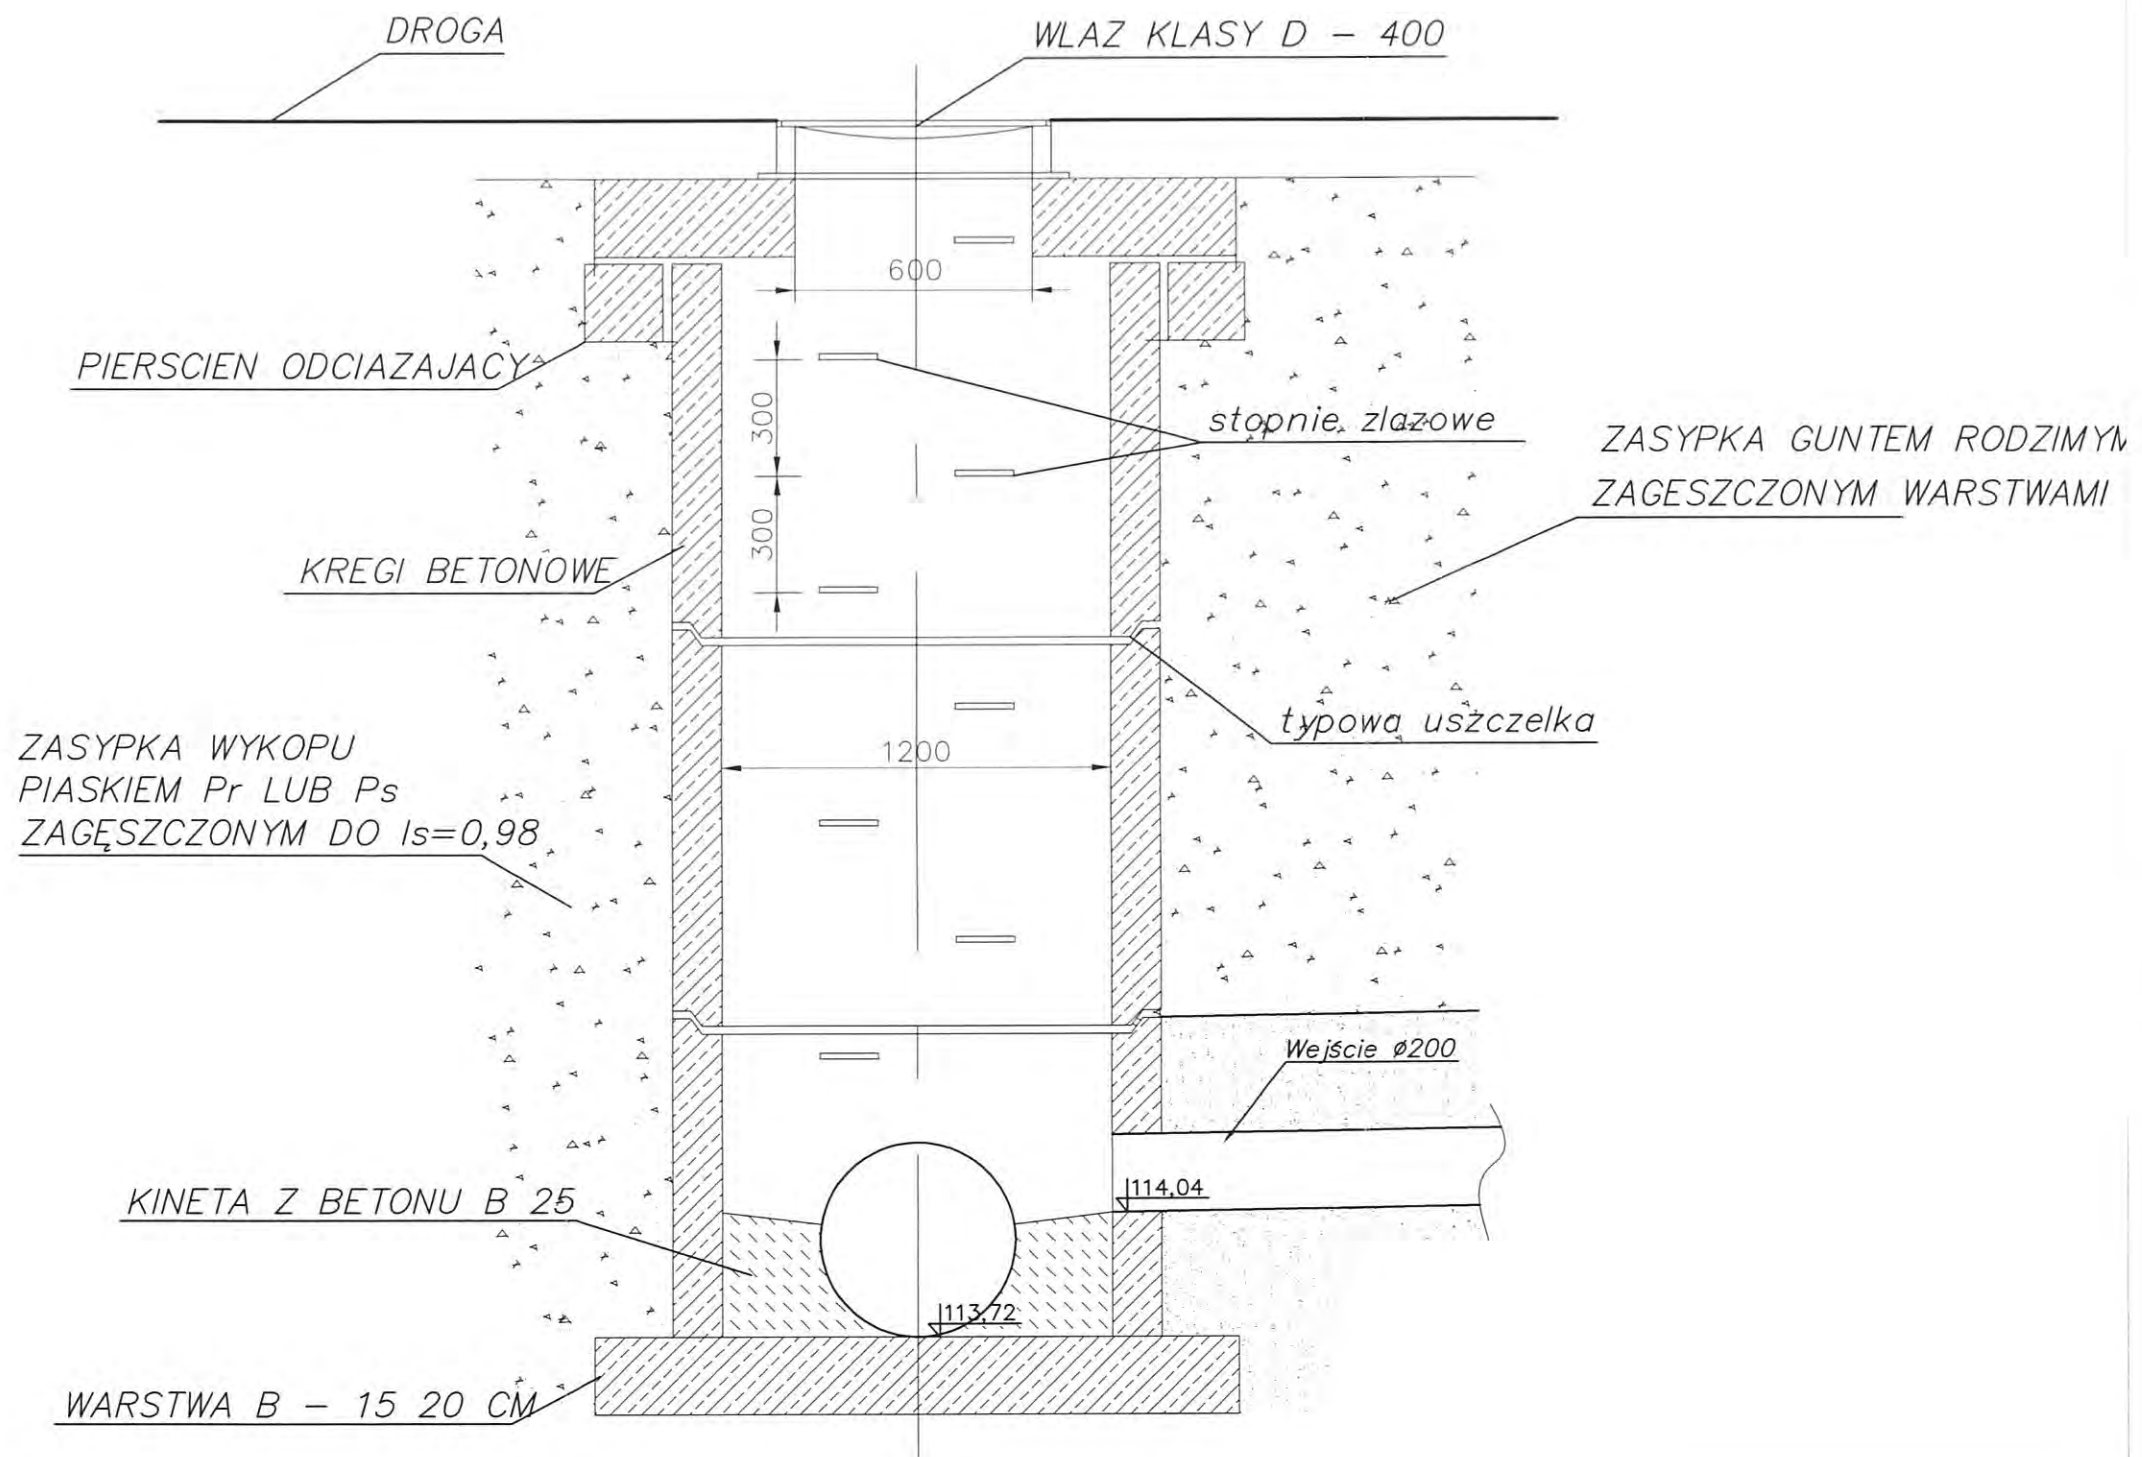 DROGA
WLAZ KLASY D – 400
600
PIERSCIEN ODCIAZAJACY
300
stopnie zlazowe
ZASYPKA GUNTEM RODZIMYM
ZAGESZCZONYM WARSTWAMI
300
KREGI BETONOWE
typowa uszczelka
ZASYPKA WYKOPU
PIASKIEM Pr LUB Ps
ZAGĘSZCZONYM DO Is=0,98
1200
Wejście ø200
114,04
KINETA Z BETONU B 25
113,72
WARSTWA B – 15 20 CM